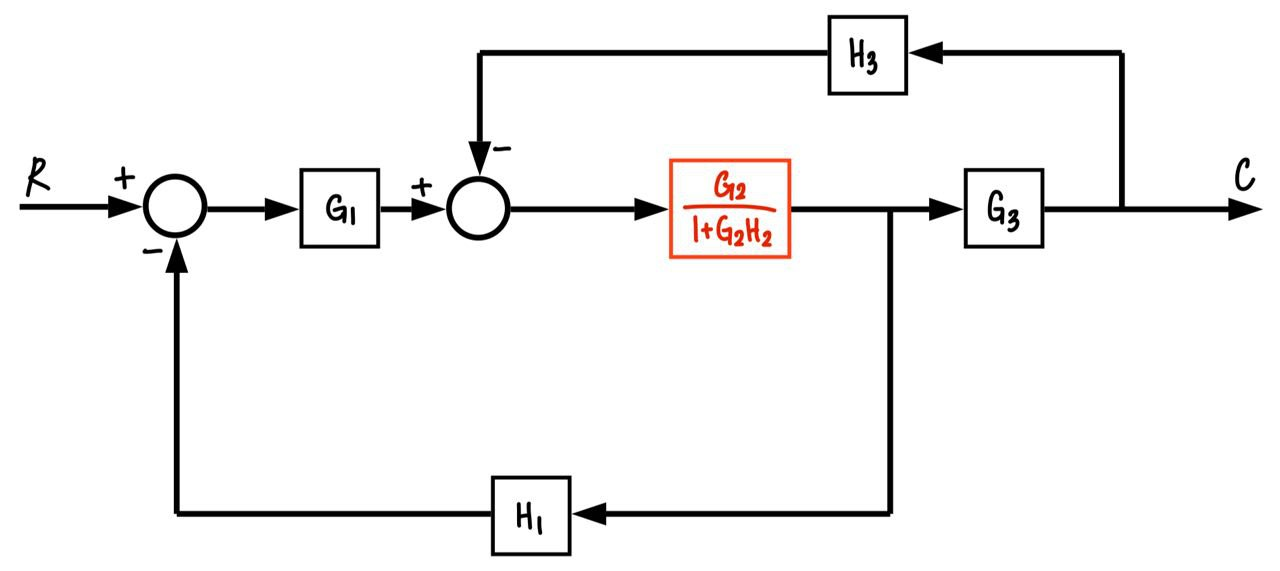 H₃
R
+
-
G₁
+
-
G₂
1+G₂H₂
G₃
C
H₁